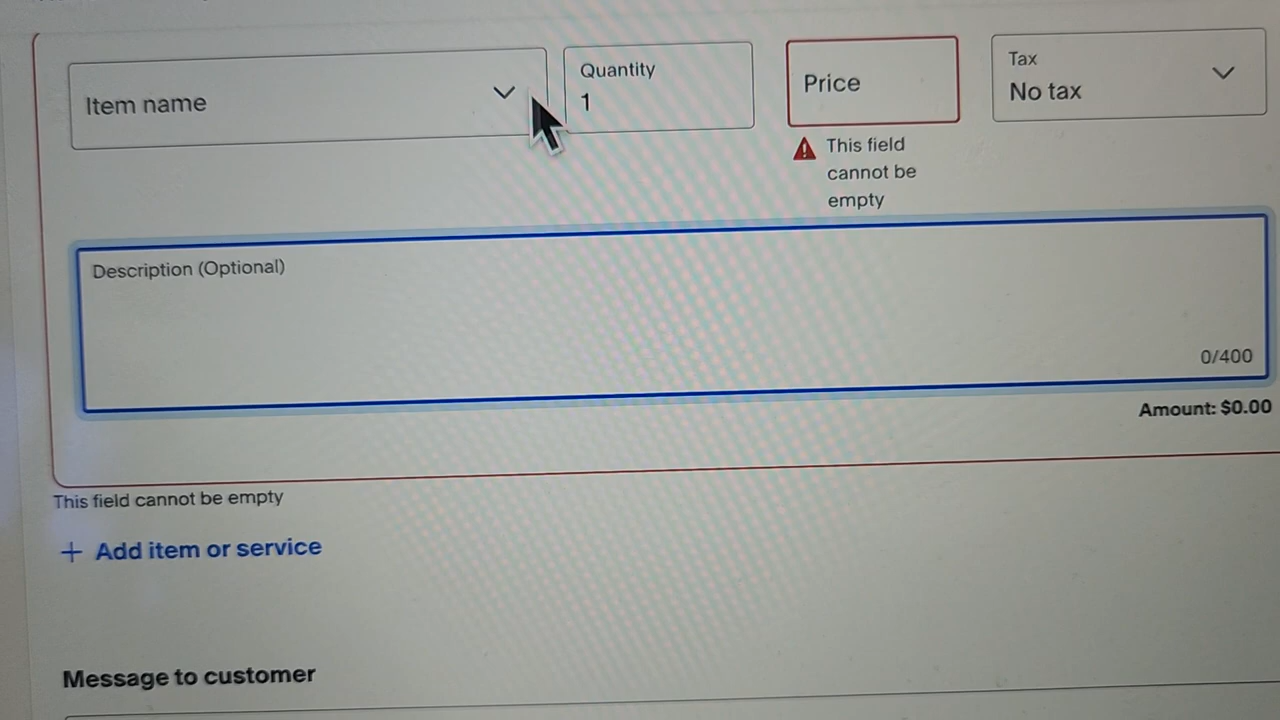 Item name
Quantity
1
Price
Tax
No tax
This field
cannot be
empty
Description (Optional)
0/400
Amount: $0.00
This field cannot be empty
+ Add item or service
Message to customer